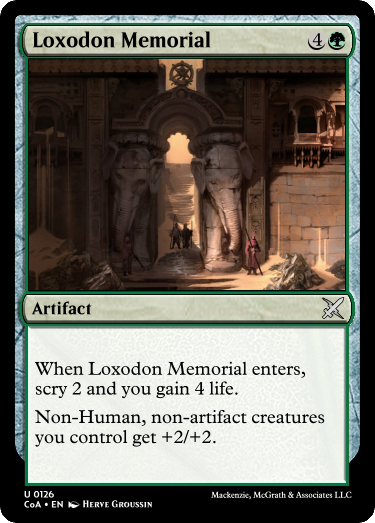 Loxodon Memorial 4
Artifact
When Loxodon Memorial enters,
scry 2 and you gain 4 life.
Non-Human, non-artifact creatures
you control get +2/+2.
U 0126
Mackenzie, McGrath & Associates LLC
CoA • EN Herve Groussin